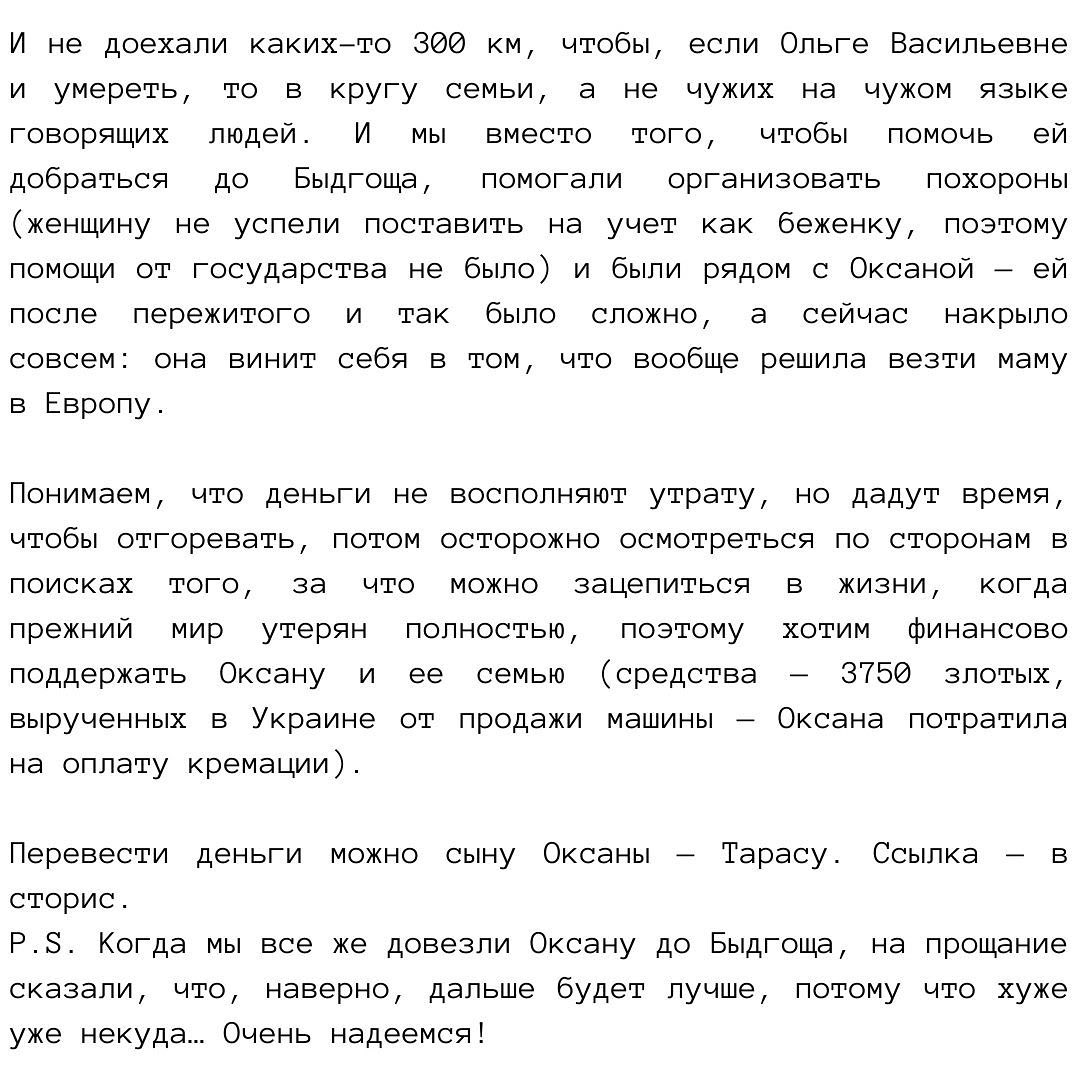 И не доехали каких-то 300 км, чтобы, если Ольге Васильевне
и умереть, то в кругу семьи, а не чужих на чужом языке
говорящих людей. И мы вместо того, чтобы помочь ей
добраться до Быдгоща, помогали организовать похороны
(женщину не успели поставить на учет как беженку, поэтому
помощи от государства не было) и были рядом с Оксаной — ей
после пережитого и так было сложно, а сейчас накрыло
совсем: она винит себя в том, что вообще решила везти маму
в Европу.

Понимаем, что деньги не восполняют утрату, но дадут время,
чтобы отгоревать, потом осторожно осмотреться по сторонам в
поисках того, за что можно зацепиться в жизни, когда
прежний мир утерян полностью, поэтому хотим финансово
поддержать Оксану и ее семью (средства — 3750 злотых,
вырученных в Украине от продажи машины — Оксана потратила
на оплату кремации).

Перевести деньги можно сыну Оксаны — Тарасу. Ссылка — в
сторис.
P.S. Когда мы все же довезли Оксану до Быдгоща, на прощание
сказали, что, наверно, дальше будет лучше, потому что хуже
уже некуда… Очень надеемся!